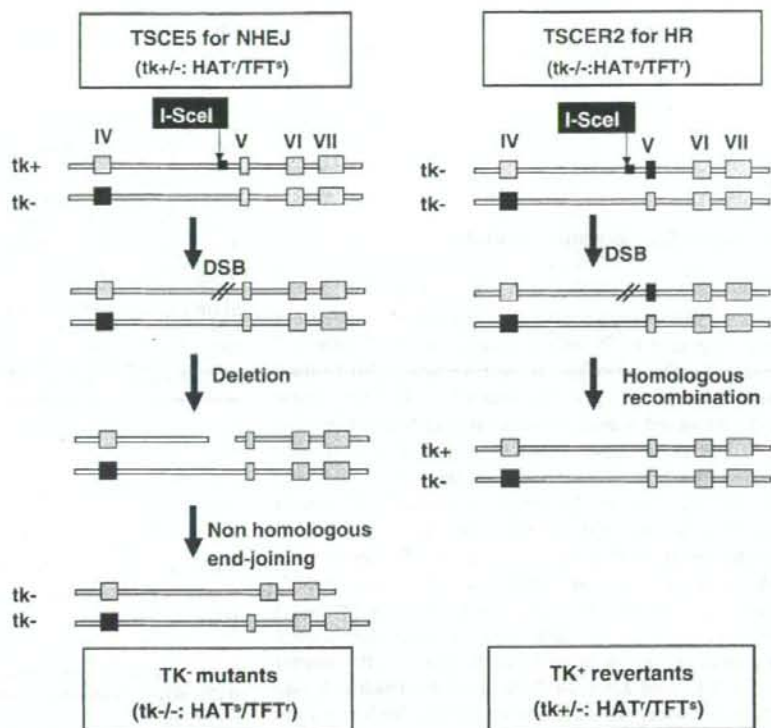 TSCE5 for NHEJ
(tk+/-: HATʳ/TFTˢ)
I-SceI
IV
V
VI
VII
tk+
tk-
DSB
Deletion
Non homologous
end-joining
tk-
tk-
TK⁻ mutants
(tk-/-: HATˢ/TFTʳ)
TSCER2 for HR
(tk-/-:HATˢ/TFTʳ)
I-SceI
IV
V
VI
VII
tk-
tk-
DSB
Homologous
recombination
tk+
tk-
TK⁺ revertants
(tk+/-: HATʳ/TFTˢ)